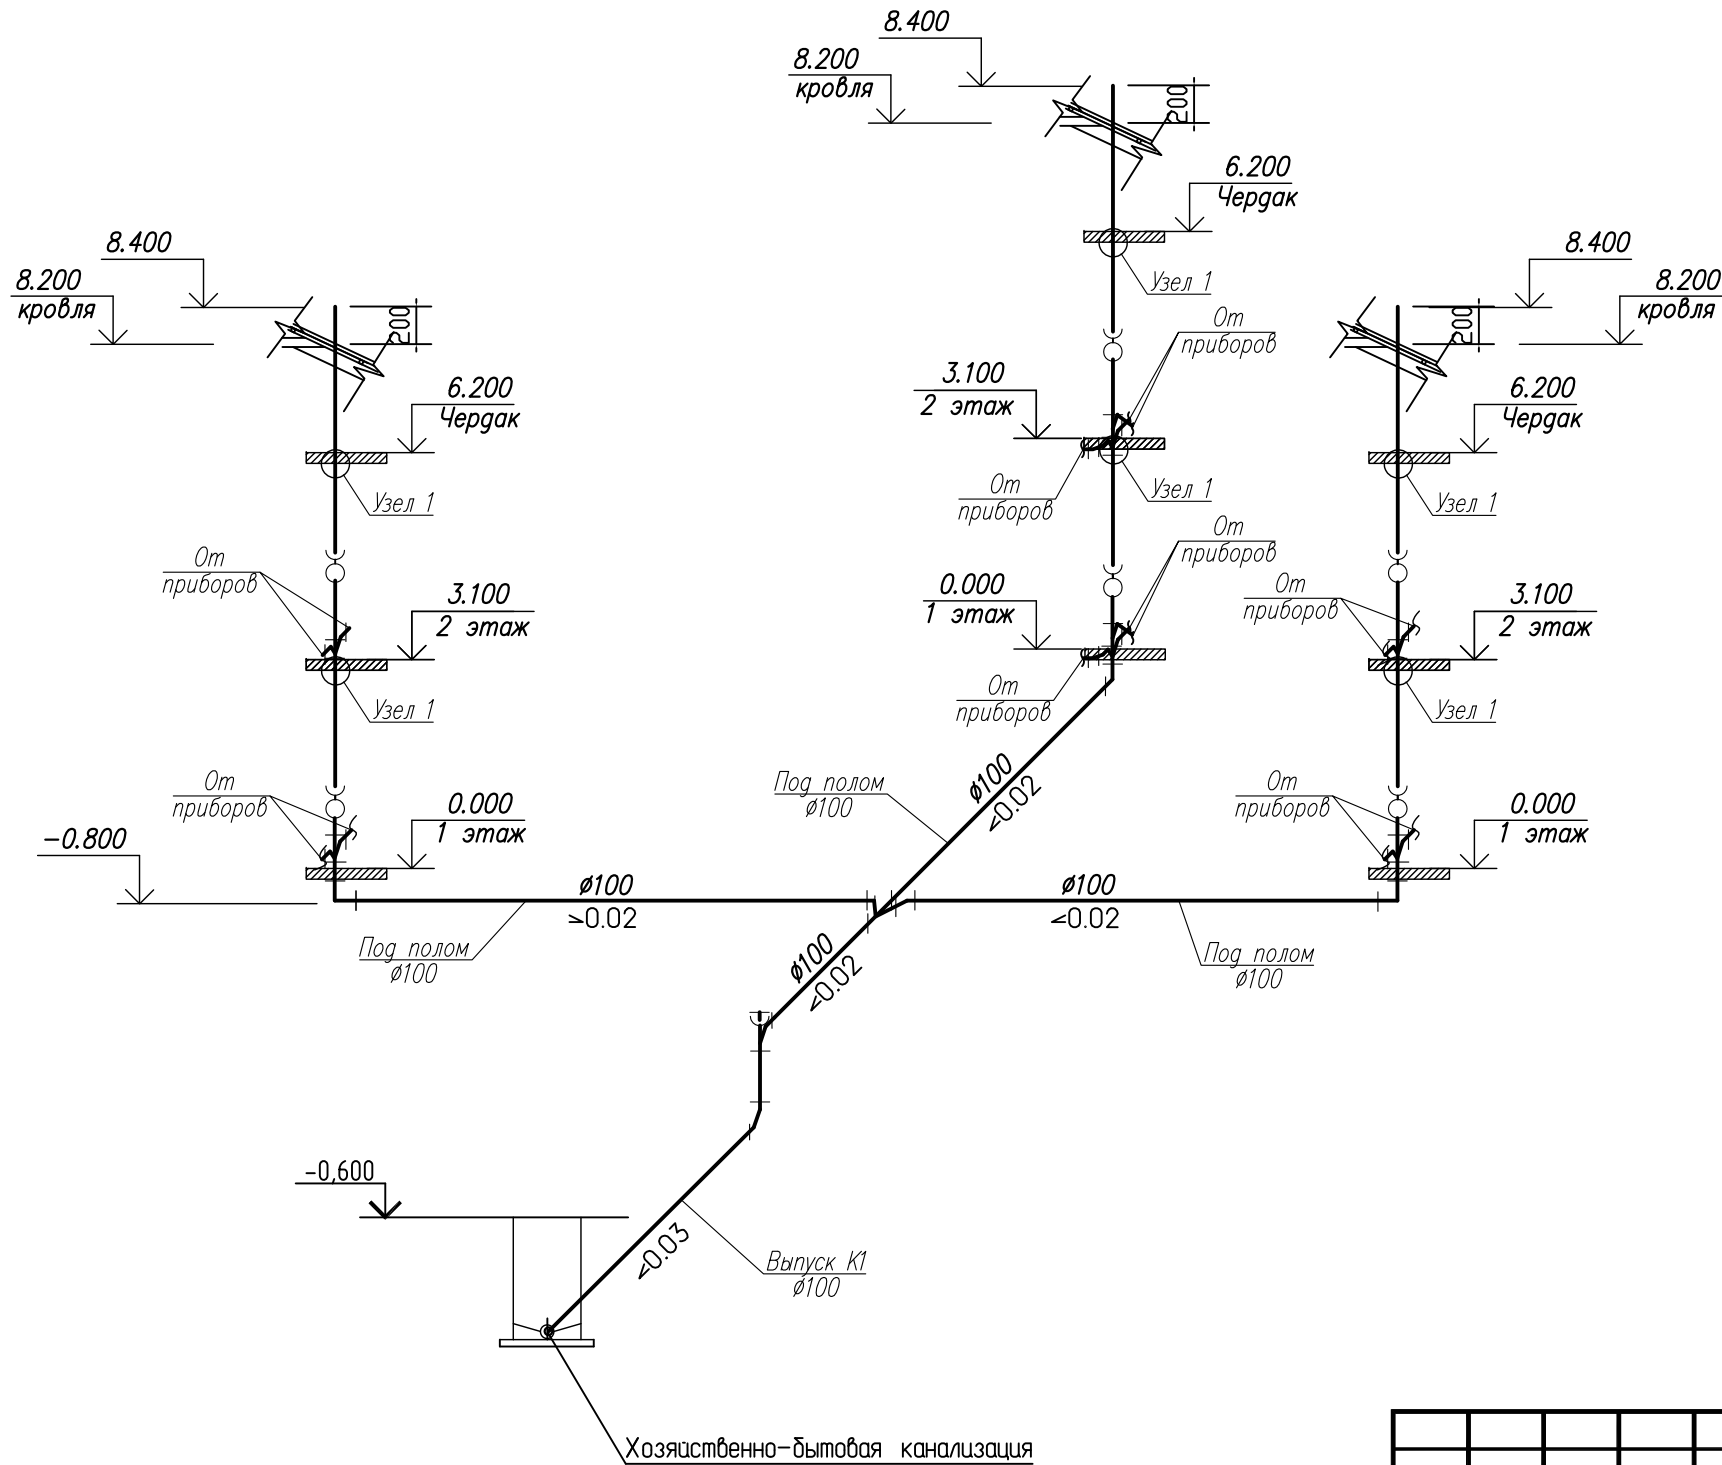 8.400
8.200
кровля
200
6.200
Чердак
Узел 1
От
приборов
3.100
2 этаж
От
приборов
Узел 1
От
приборов
0.000
1 этаж
От
приборов
8.400
8.200
кровля
200
6.200
Чердак
Узел 1
От
приборов
3.100
2 этаж
Узел 1
От
приборов
0.000
1 этаж
-0.800
8.400
8.200
кровля
200
6.200
Чердак
Узел 1
От
приборов
3.100
2 этаж
Узел 1
От
приборов
0.000
1 этаж
Под полом
ø100
ø100
<0.02
ø100
>0.02
ø100
<0.02
Под полом
ø100
Под полом
ø100
ø100
<0.02
-0,600
<0.03
Выпуск К1
ø100
Хозяйственно-бытовая канализация